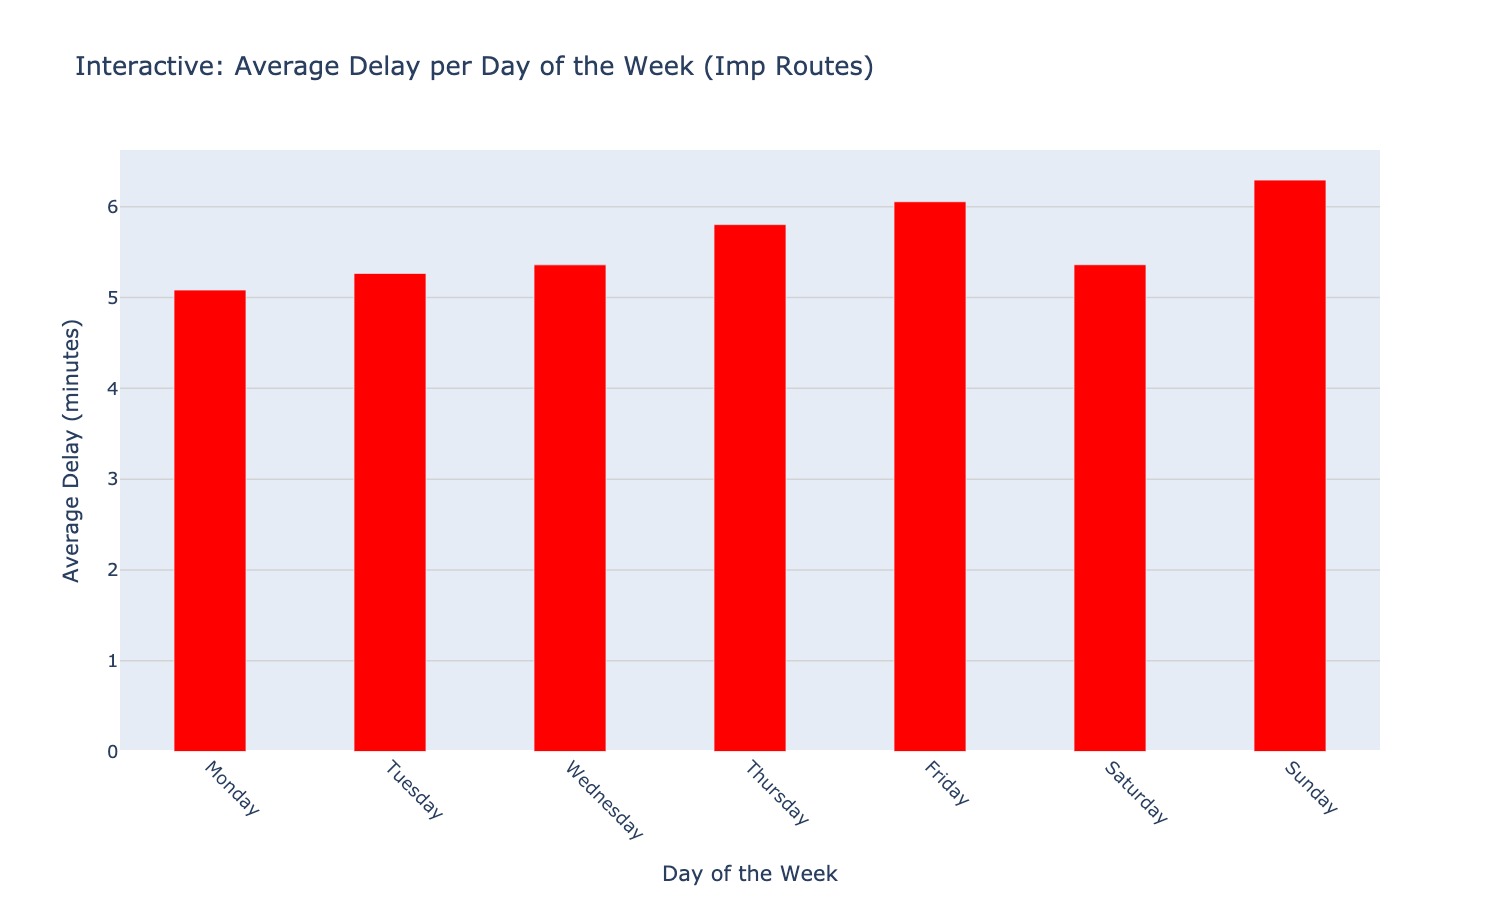 Interactive: Average Delay per Day of the Week (Imp Routes)
Average Delay (minutes)
6
5
4
3
2
1
0
Monday
Tuesday
Wednesday
Thursday
Friday
Saturday
Sunday
Day of the Week